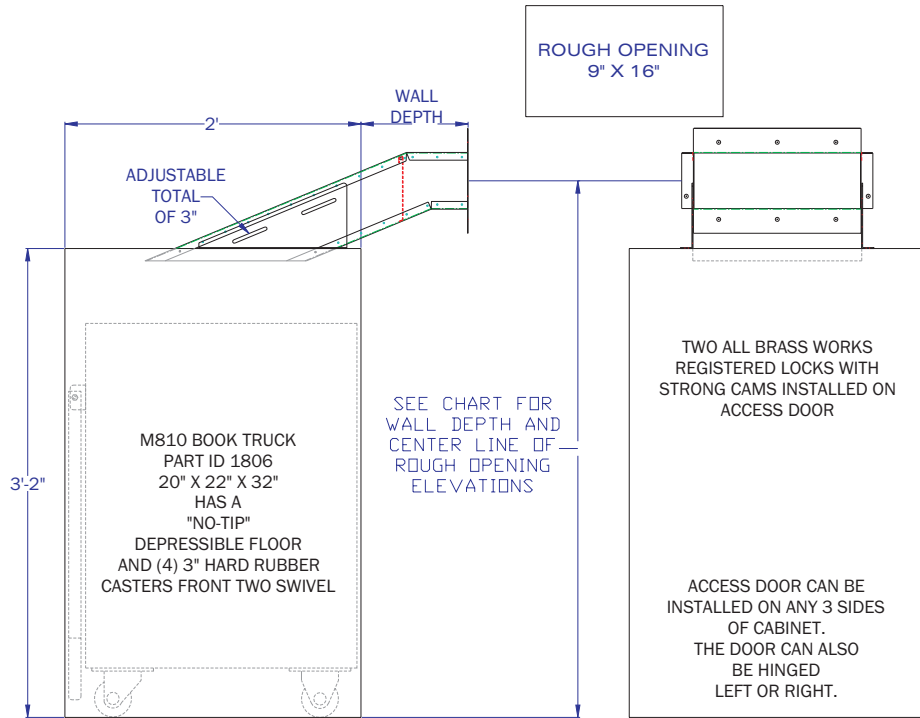 ROUGH OPENING
9" X 16"
WALL
DEPTH
2'
ADJUSTABLE
TOTAL
OF 3"
TWO ALL BRASS WORKS
REGISTERED LOCKS WITH
STRONG CAMS INSTALLED ON
ACCESS DOOR
SEE CHART FOR
WALL DEPTH AND
CENTER LINE OF
ROUGH OPENING
ELEVATIONS
M810 BOOK TRUCK
PART ID 1806
20" X 22" X 32"
HAS A
"NO-TIP"
DEPRESSIBLE FLOOR
AND (4) 3" HARD RUBBER
CASTERS FRONT TWO SWIVEL
3'-2"
ACCESS DOOR CAN BE
INSTALLED ON ANY 3 SIDES
OF CABINET.
THE DOOR CAN ALSO
BE HINGED
LEFT OR RIGHT.